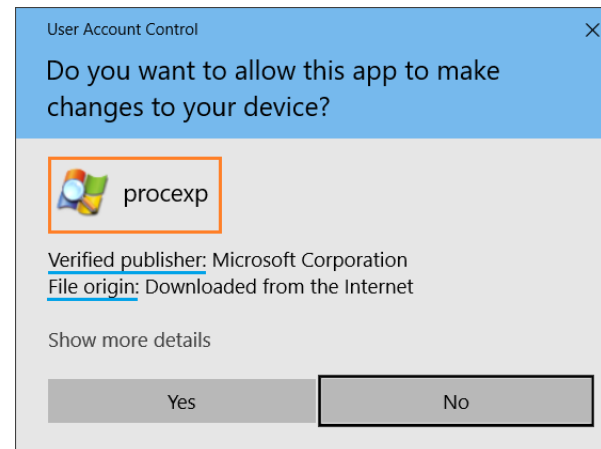 User Account Control
Do you want to allow this app to make
changes to your device?
procexp
Verified publisher: Microsoft Corporation
File origin: Downloaded from the Internet
Show more details
Yes
No